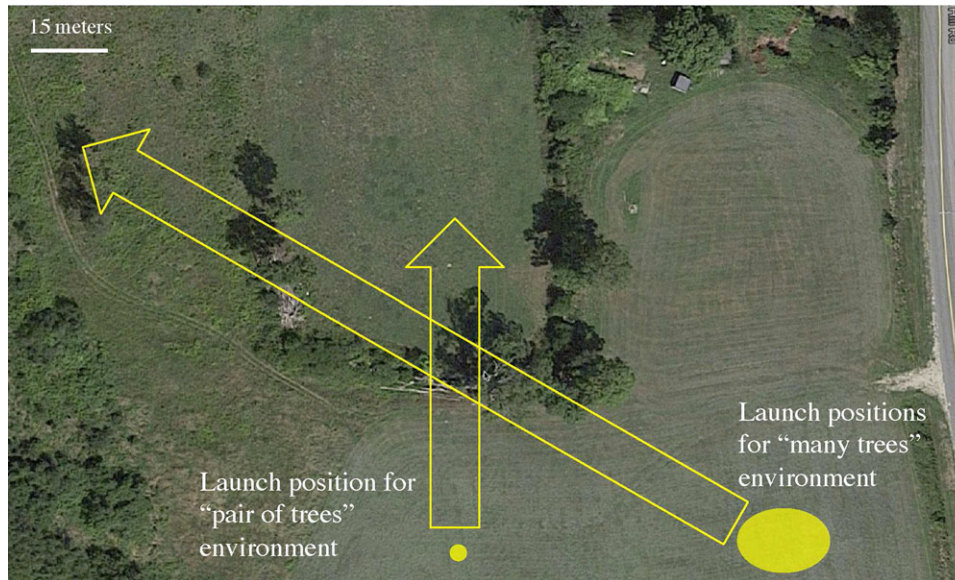 15 meters
Launch positions
for “many trees”
environment
Launch position for
“pair of trees”
environment